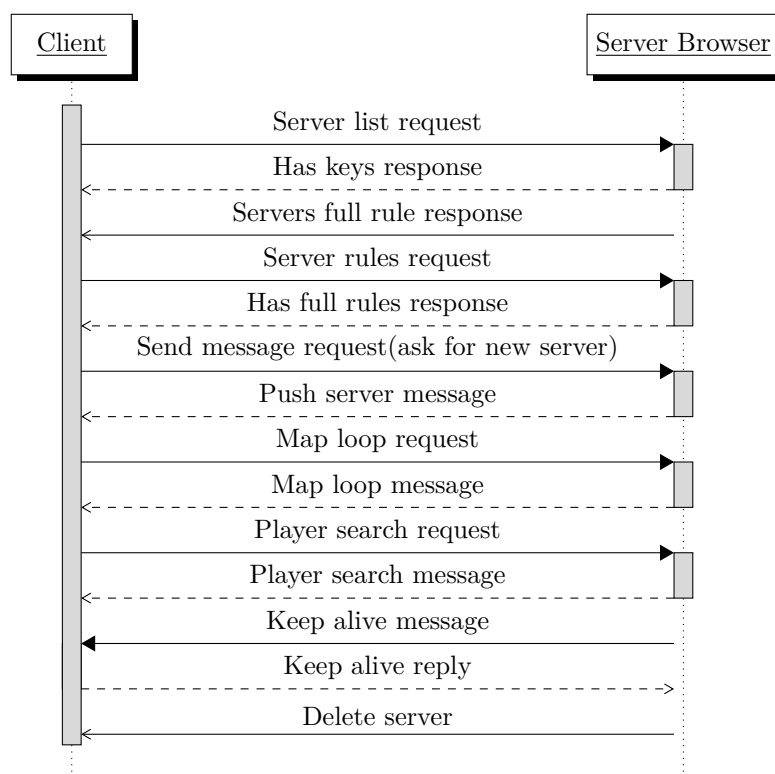 Client
Server Browser
Server list request
Has keys response
Servers full rule response
Server rules request
Has full rules response
Send message request(ask for new server)
Push server message
Map loop request
Map loop message
Player search request
Player search message
Keep alive message
Keep alive reply
Delete server